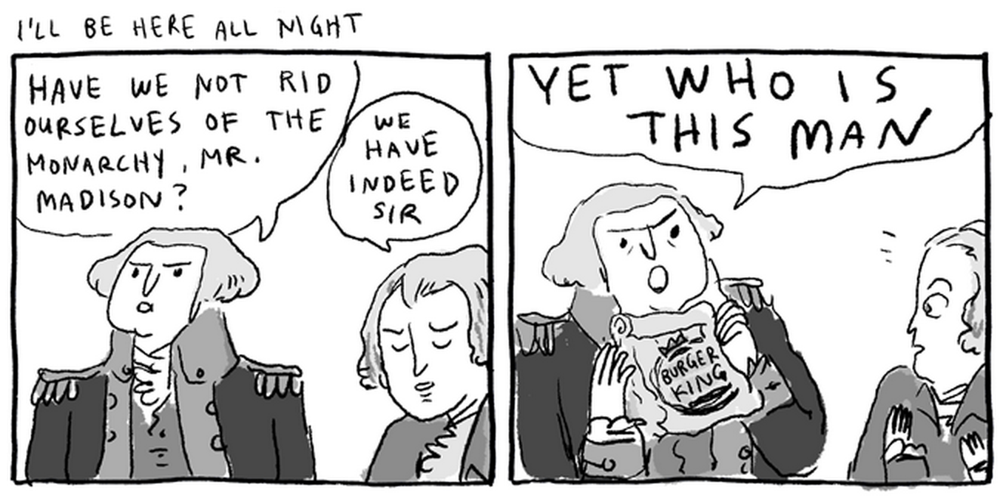 I'LL BE HERE ALL NIGHT
HAVE WE NOT RID
OURSELVES OF THE
MONARCHY, MR.
MADISON?
WE
HAVE
INDEED
SIR
YET WHO IS
THIS MAN
BURGER
KING